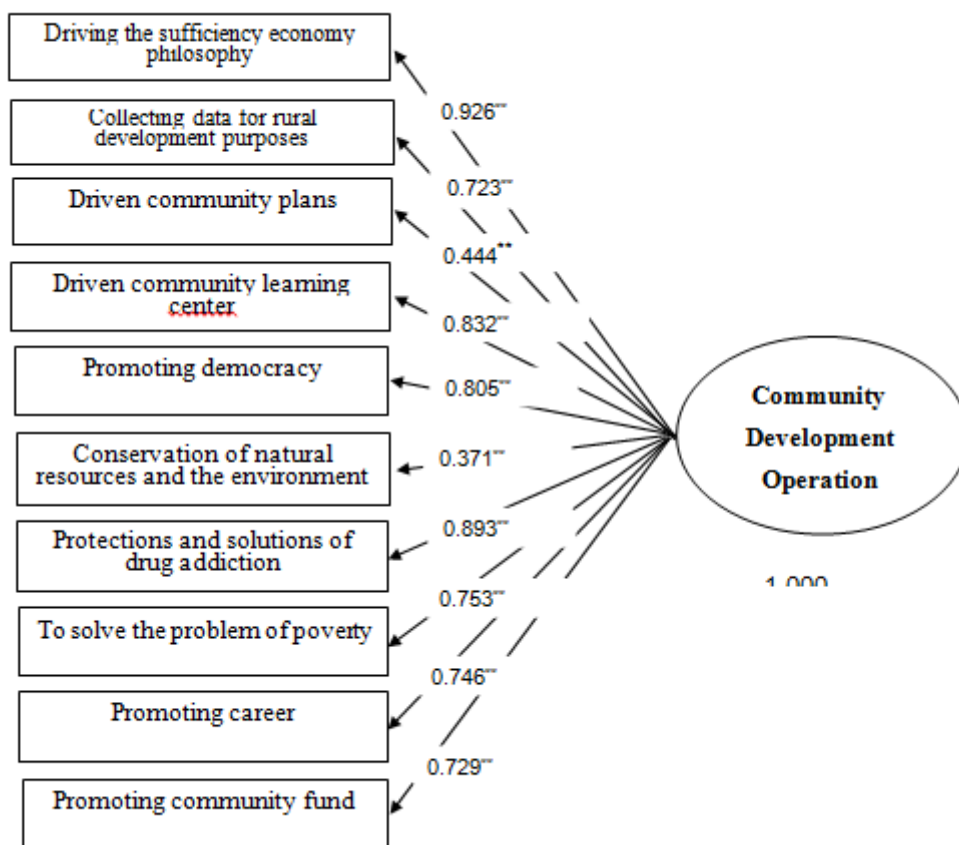 Driving the sufficiency economy
philosophy
0.926**
Collecting data for rural
development purposes
0.723**
Driven community plans
0.444**
Driven community learning
center
0.832**
Promoting democracy
0.805**
Conservation of natural
resources and the environment
0.371**
Protections and solutions of
drug addiction
0.893**
To solve the problem of poverty
0.753**
Promoting career
0.746**
Promoting community fund
0.729**
Community
Development
Operation
1.000